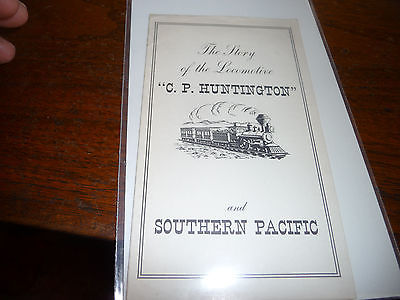 The Story
of the Locomotive
"C. P. HUNTINGTON"
and
SOUTHERN PACIFIC